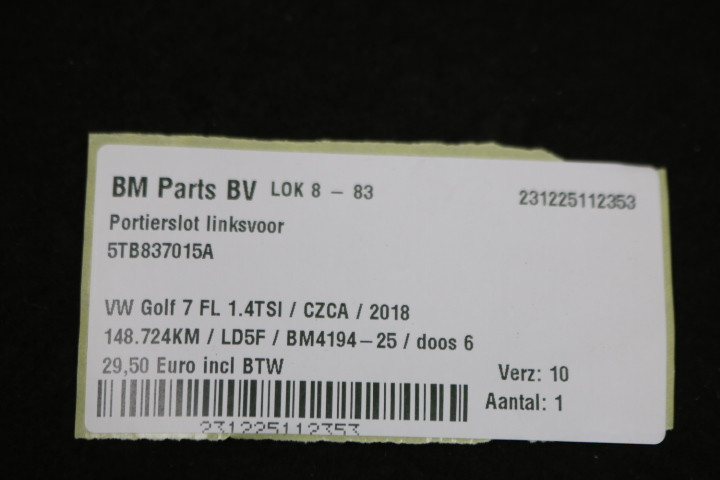 BM Parts BV LOK 8 - 83 231225112353
Portierslot linksvoor
5TB837015A
VW Golf 7 FL 1.4TSI / CZCA / 2018
148.724KM / LD5F / BM4194-25 / doos 6
29,50 Euro incl BTW
Verz: 10
Aantal: 1
231225112353